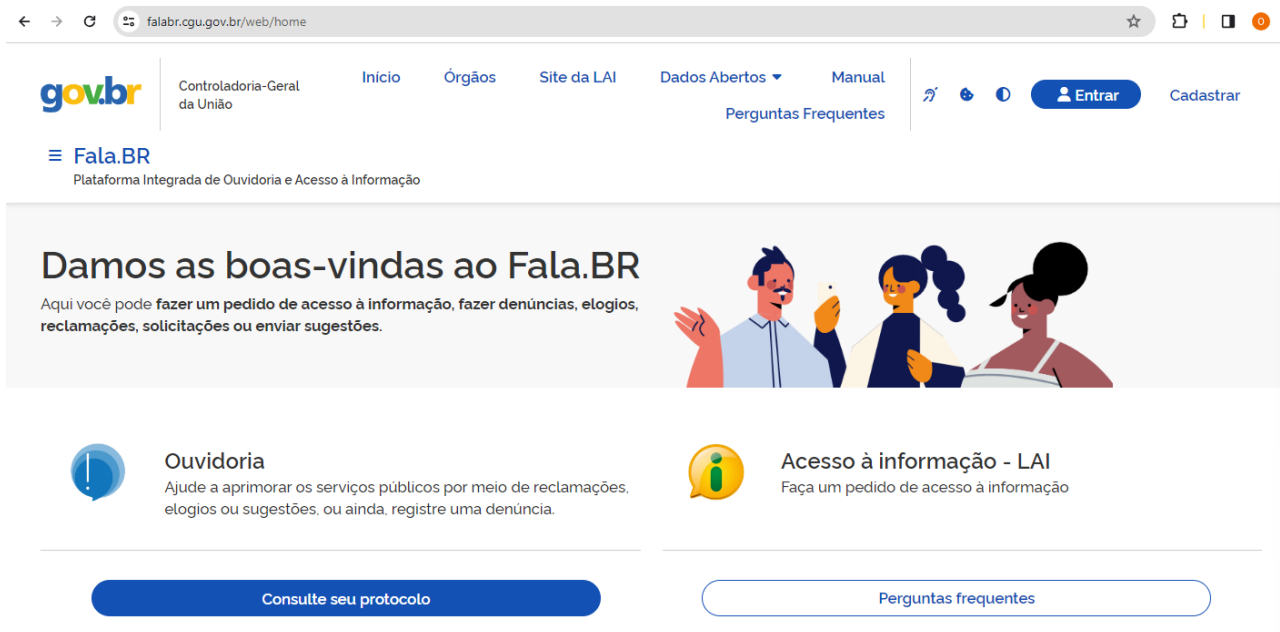 falabr.cgu.gov.br/web/home
O
gov.br
Controladoria-Geral
da União
Início Órgãos Site da LAI Dados Abertos Manual
Perguntas Frequentes
Entrar
Cadastrar
Fala.BR
Plataforma Integrada de Ouvidoria e Acesso à Informação
Damos as boas-vindas ao Fala.BR
Aqui você pode fazer um pedido de acesso à informação, fazer denúncias, elogios,
reclamações, solicitações ou enviar sugestões.
Ouvidoria
Ajude a aprimorar os serviços públicos por meio de reclamações,
elogios ou sugestões, ou ainda, registre uma denúncia.
Consulte seu protocolo
Acesso à informação - LAI
Faça um pedido de acesso à informação
Perguntas frequentes